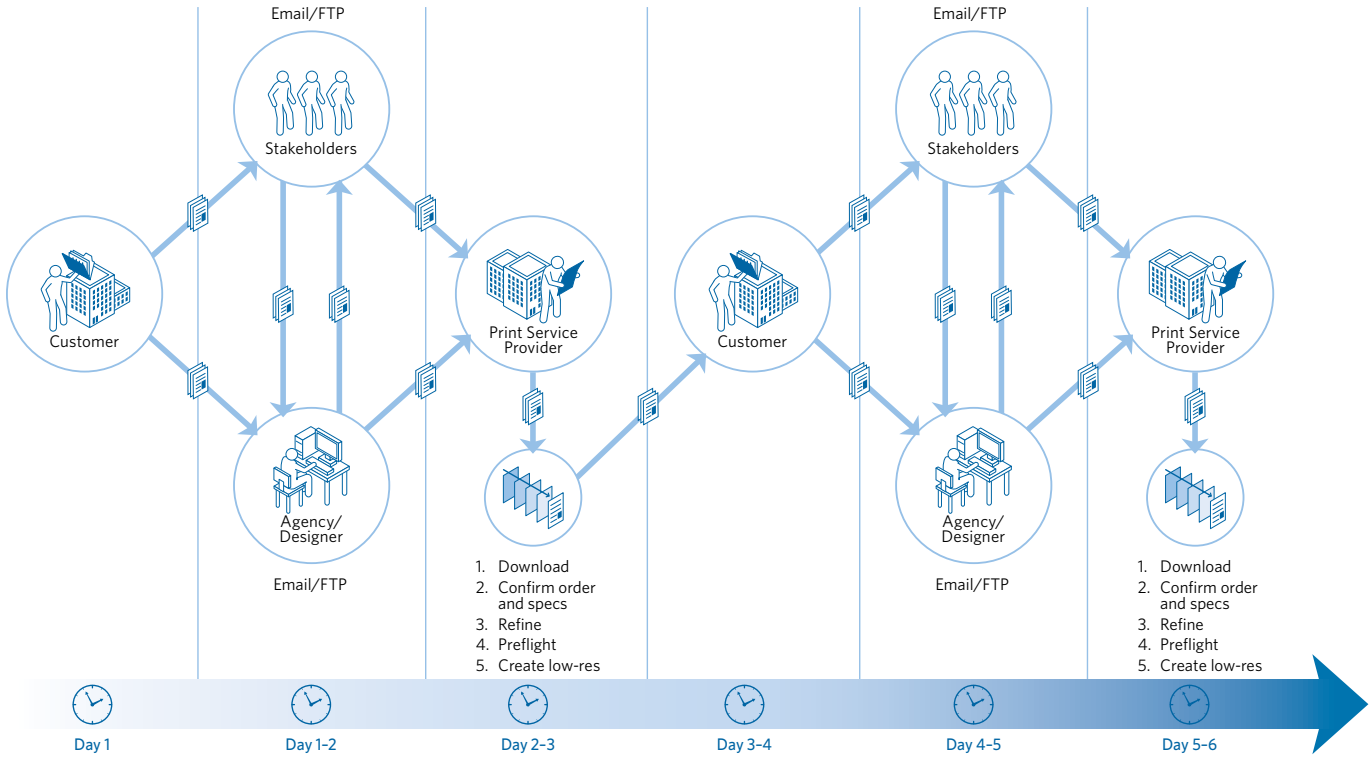 Email/FTP
Email/FTP
Stakeholders
Stakeholders
Customer
Print Service
Provider
Customer
Print Service
Provider
Agency/
Designer
Agency/
Designer
Email/FTP
Email/FTP
1. Download
2. Confirm order
and specs
3. Refine
4. Preflight
5. Create low-res
1. Download
2. Confirm order
and specs
3. Refine
4. Preflight
5. Create low-res
Day 1
Day 1–2
Day 2–3
Day 3–4
Day 4–5
Day 5–6